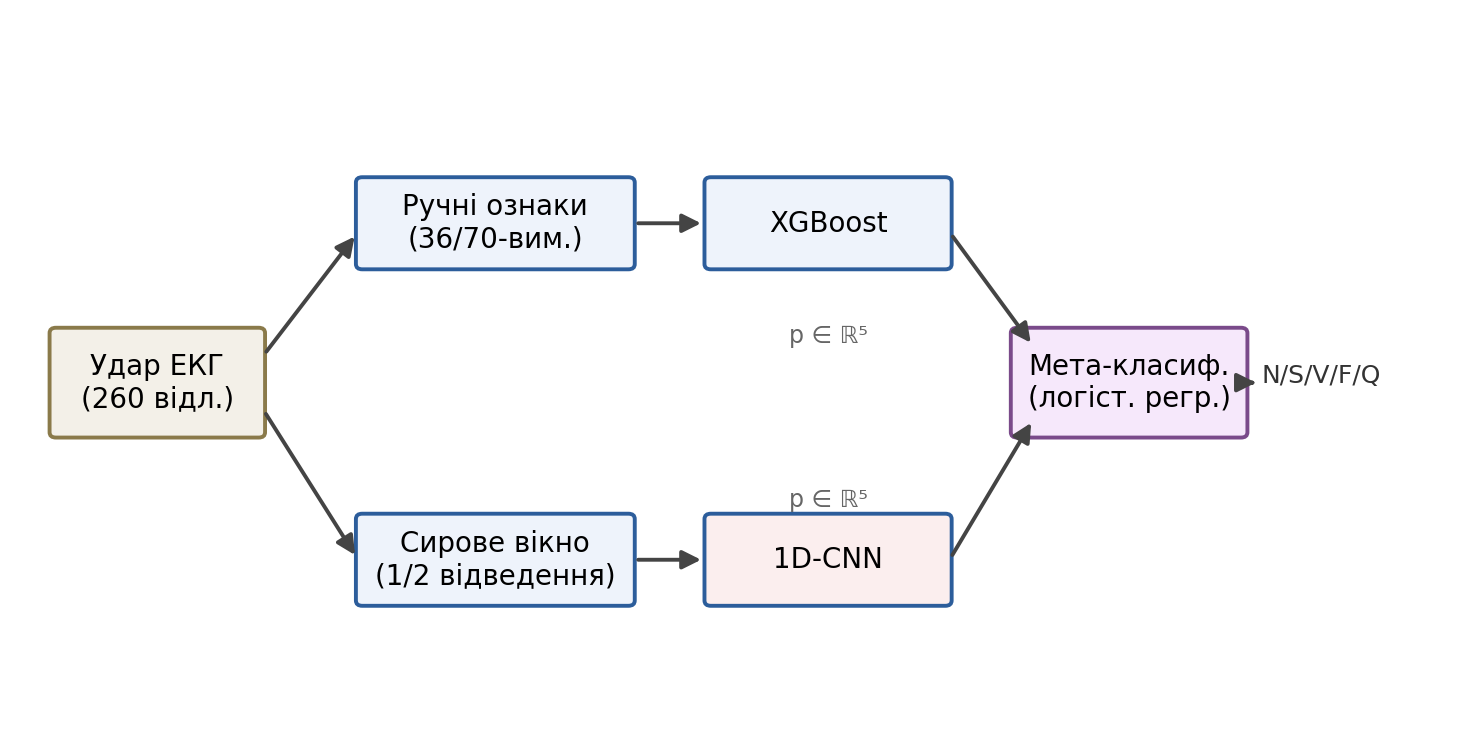 Ручні ознаки
(36/70-вим.)
XGBoost
p ∈ ℝ⁵
Удар ЕКГ
(260 відл.)
Мета-класиф.
(логіст. регр.)
N/S/V/F/Q
p ∈ ℝ⁵
Сирове вікно
(1/2 відведення)
1D-CNN